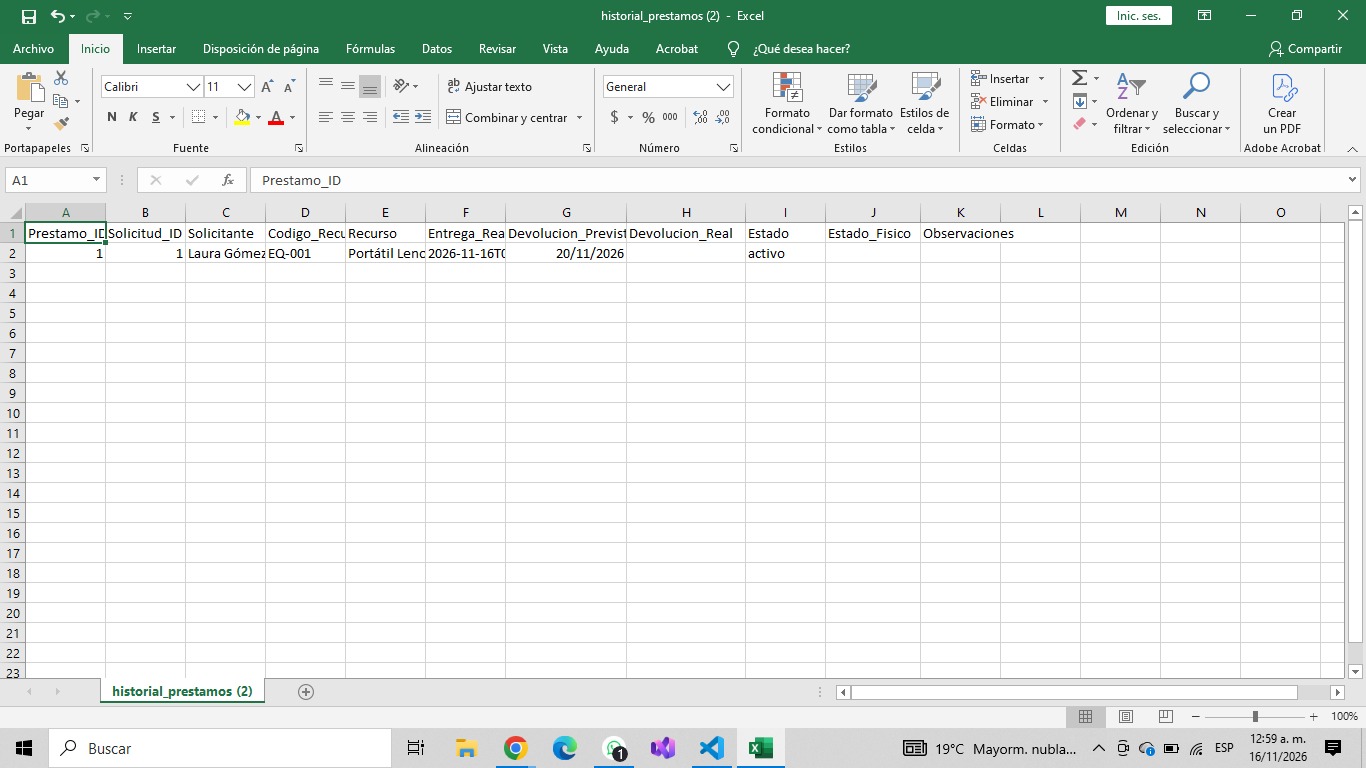 historial_prestamos (2) - Excel
Inic. ses.
Archivo Inicio Insertar Disposición de página Fórmulas Datos Revisar Vista Ayuda Acrobat ¿Qué desea hacer? Compartir
Pegar
Calibri 11
N K S
Ajustar texto
Combinar y centrar
General
$ % 000
Formato condicional
Dar formato como tabla
Estilos de celda
Insertar
Eliminar
Formato
Ordenar y filtrar
Buscar y seleccionar
Crear un PDF
Portapapeles Fuente Alineación Número Estilos Celdas Edición Adobe Acrobat
A1 fx Prestamo_ID
A B C D E F G H I J K L M N O
1 Prestamo_ID Solicitud_ID Solicitante Codigo_Recu Recurso Entrega_Rea Devolucion_Previst Devolucion_Real Estado Estado_Fisico Observaciones
2 1 1 Laura Gómez EQ-001 Portátil Leno 2026-11-16T0 20/11/2026 activo
3
4
5
6
7
8
9
10
11
12
13
14
15
16
17
18
19
20
21
22
23
historial_prestamos (2)
100%
Buscar
1
19°C Mayorm. nubla...
ESP
12:59 a. m.
16/11/2026